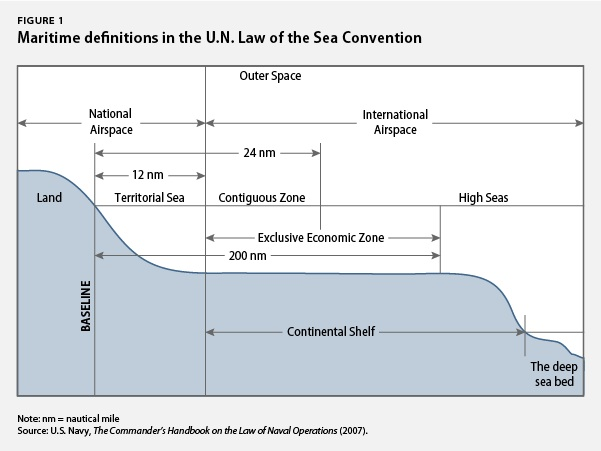 FIGURE 1
Maritime definitions in the U.N. Law of the Sea Convention
Outer Space
National
Airspace
International
Airspace
24 nm
12 nm
Land
Territorial Sea
Contiguous Zone
High Seas
Exclusive Economic Zone
200 nm
BASELINE
Continental Shelf
The deep
sea bed
Note: nm = nautical mile
Source: U.S. Navy, The Commander's Handbook on the Law of Naval Operations (2007).